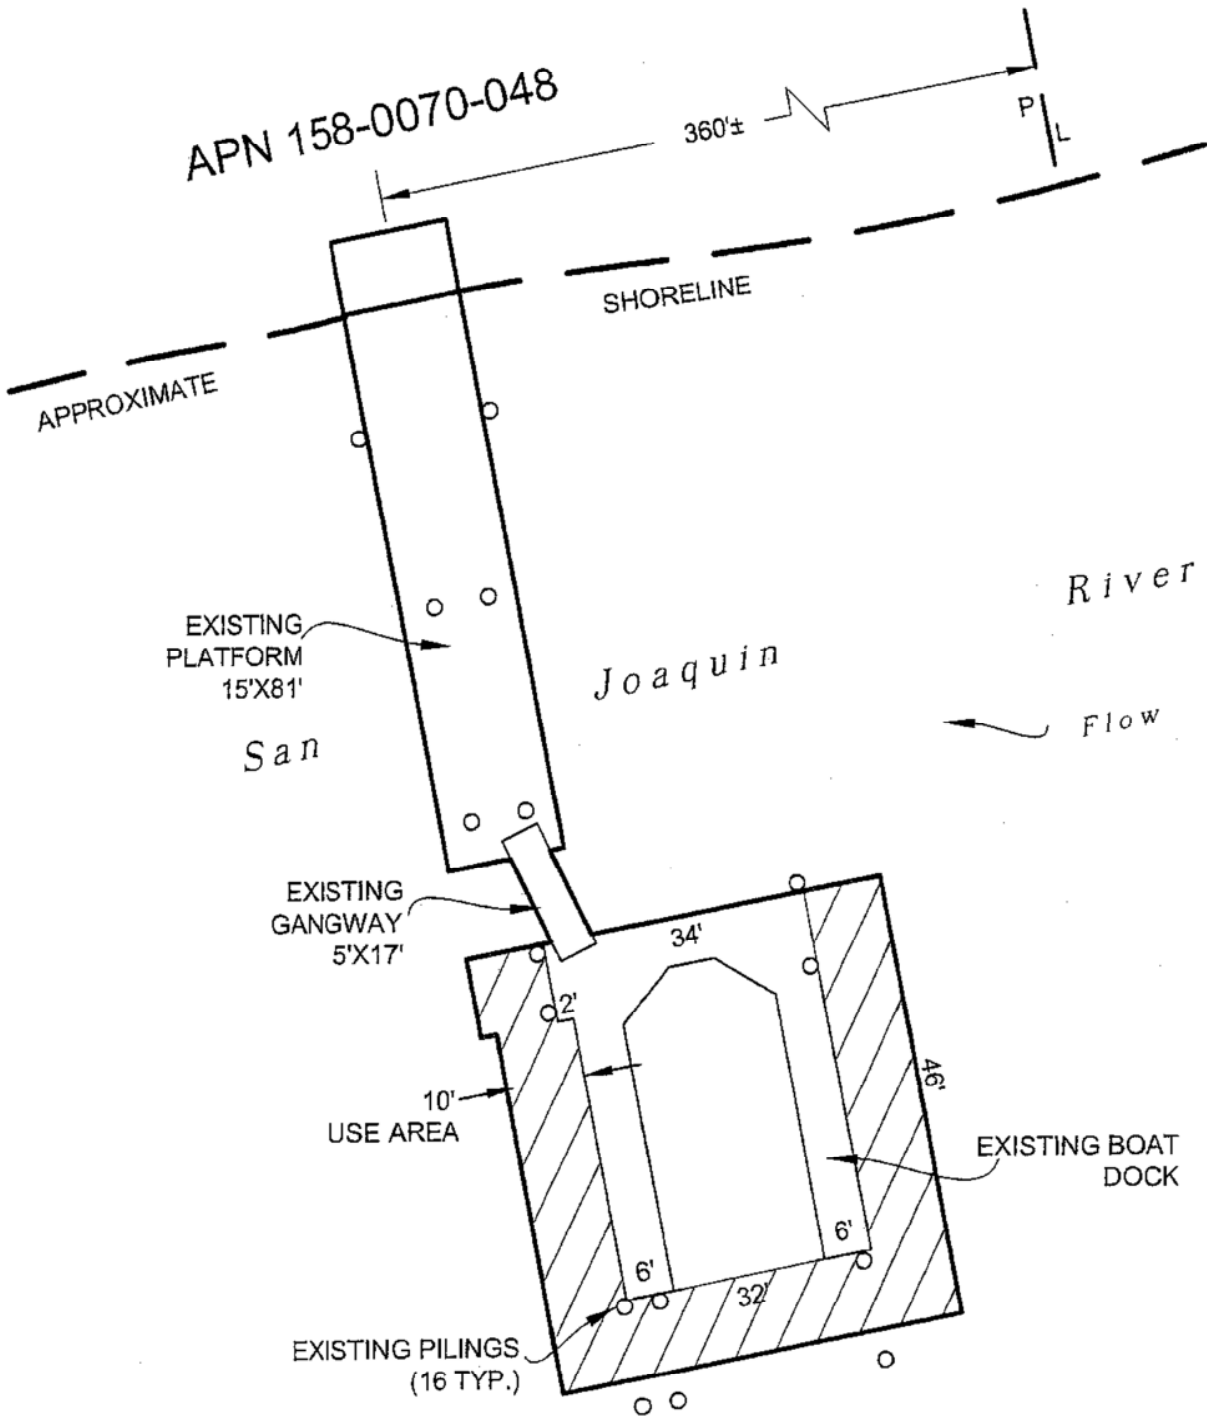 APN 158-0070-048
360'±
P
L
SHORELINE
APPROXIMATE
River
EXISTING
PLATFORM
15'X81'
Joaquin
San
Flow
EXISTING
GANGWAY
5'X17'
34'
2'
46'
10'
USE AREA
EXISTING BOAT
DOCK
6'
6'
32'
EXISTING PILINGS
(16 TYP.)